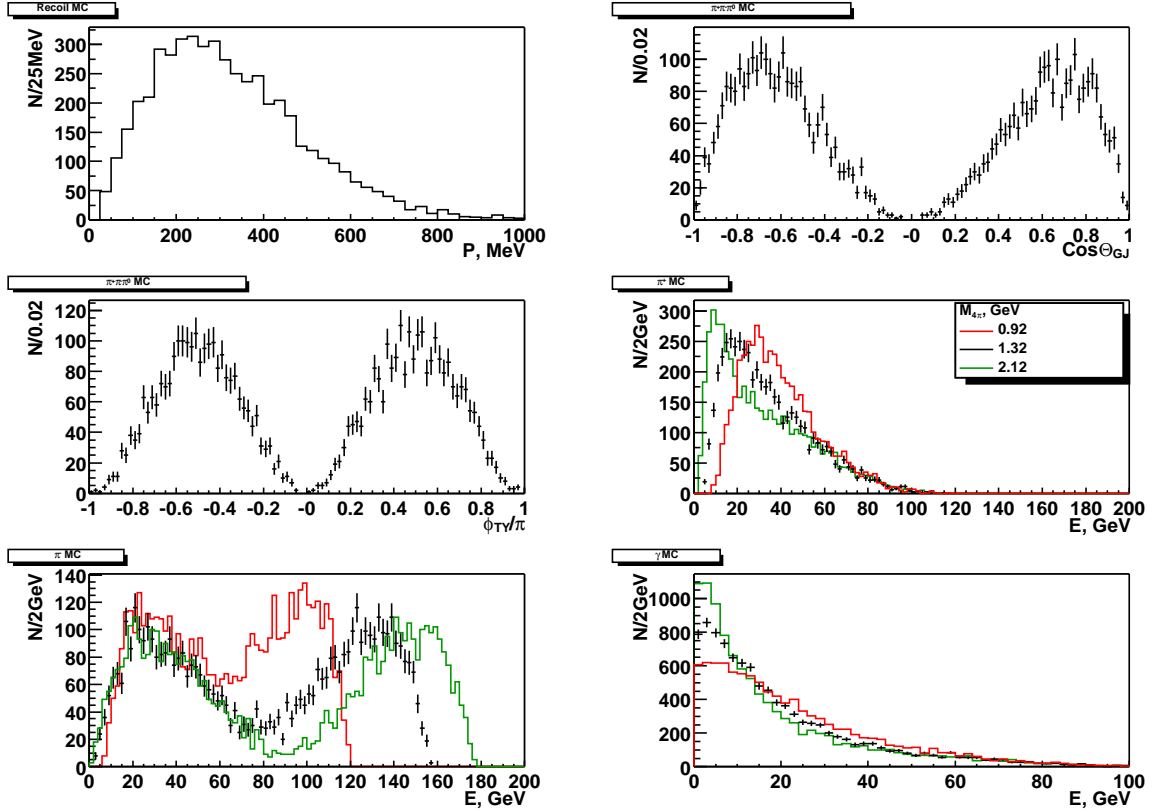 Recoil MC
N/25MeV
300
250
200
150
100
50
0
0 200 400 600 800 1000
P, MeV
π+π-π0 MC
N/0.02
100
80
60
40
20
0
-1 -0.8 -0.6 -0.4 -0.2 -0 0.2 0.4 0.6 0.8 1
CosΘGJ
π+π-π0 MC
N/0.02
120
100
80
60
40
20
0
-1 -0.8 -0.6 -0.4 -0.2 -0 0.2 0.4 0.6 0.8 1
ϕTY/π
π+ MC
N/2GeV
300
250
200
150
100
50
0
0 20 40 60 80 100 120 140 160 180 200
E, GeV
M4π, GeV
0.92
1.32
2.12
π- MC
N/2GeV
140
120
100
80
60
40
20
0
0 20 40 60 80 100 120 140 160 180 200
E, GeV
γ MC
N/2GeV
1000
800
600
400
200
0
0 20 40 60 80 100
E, GeV